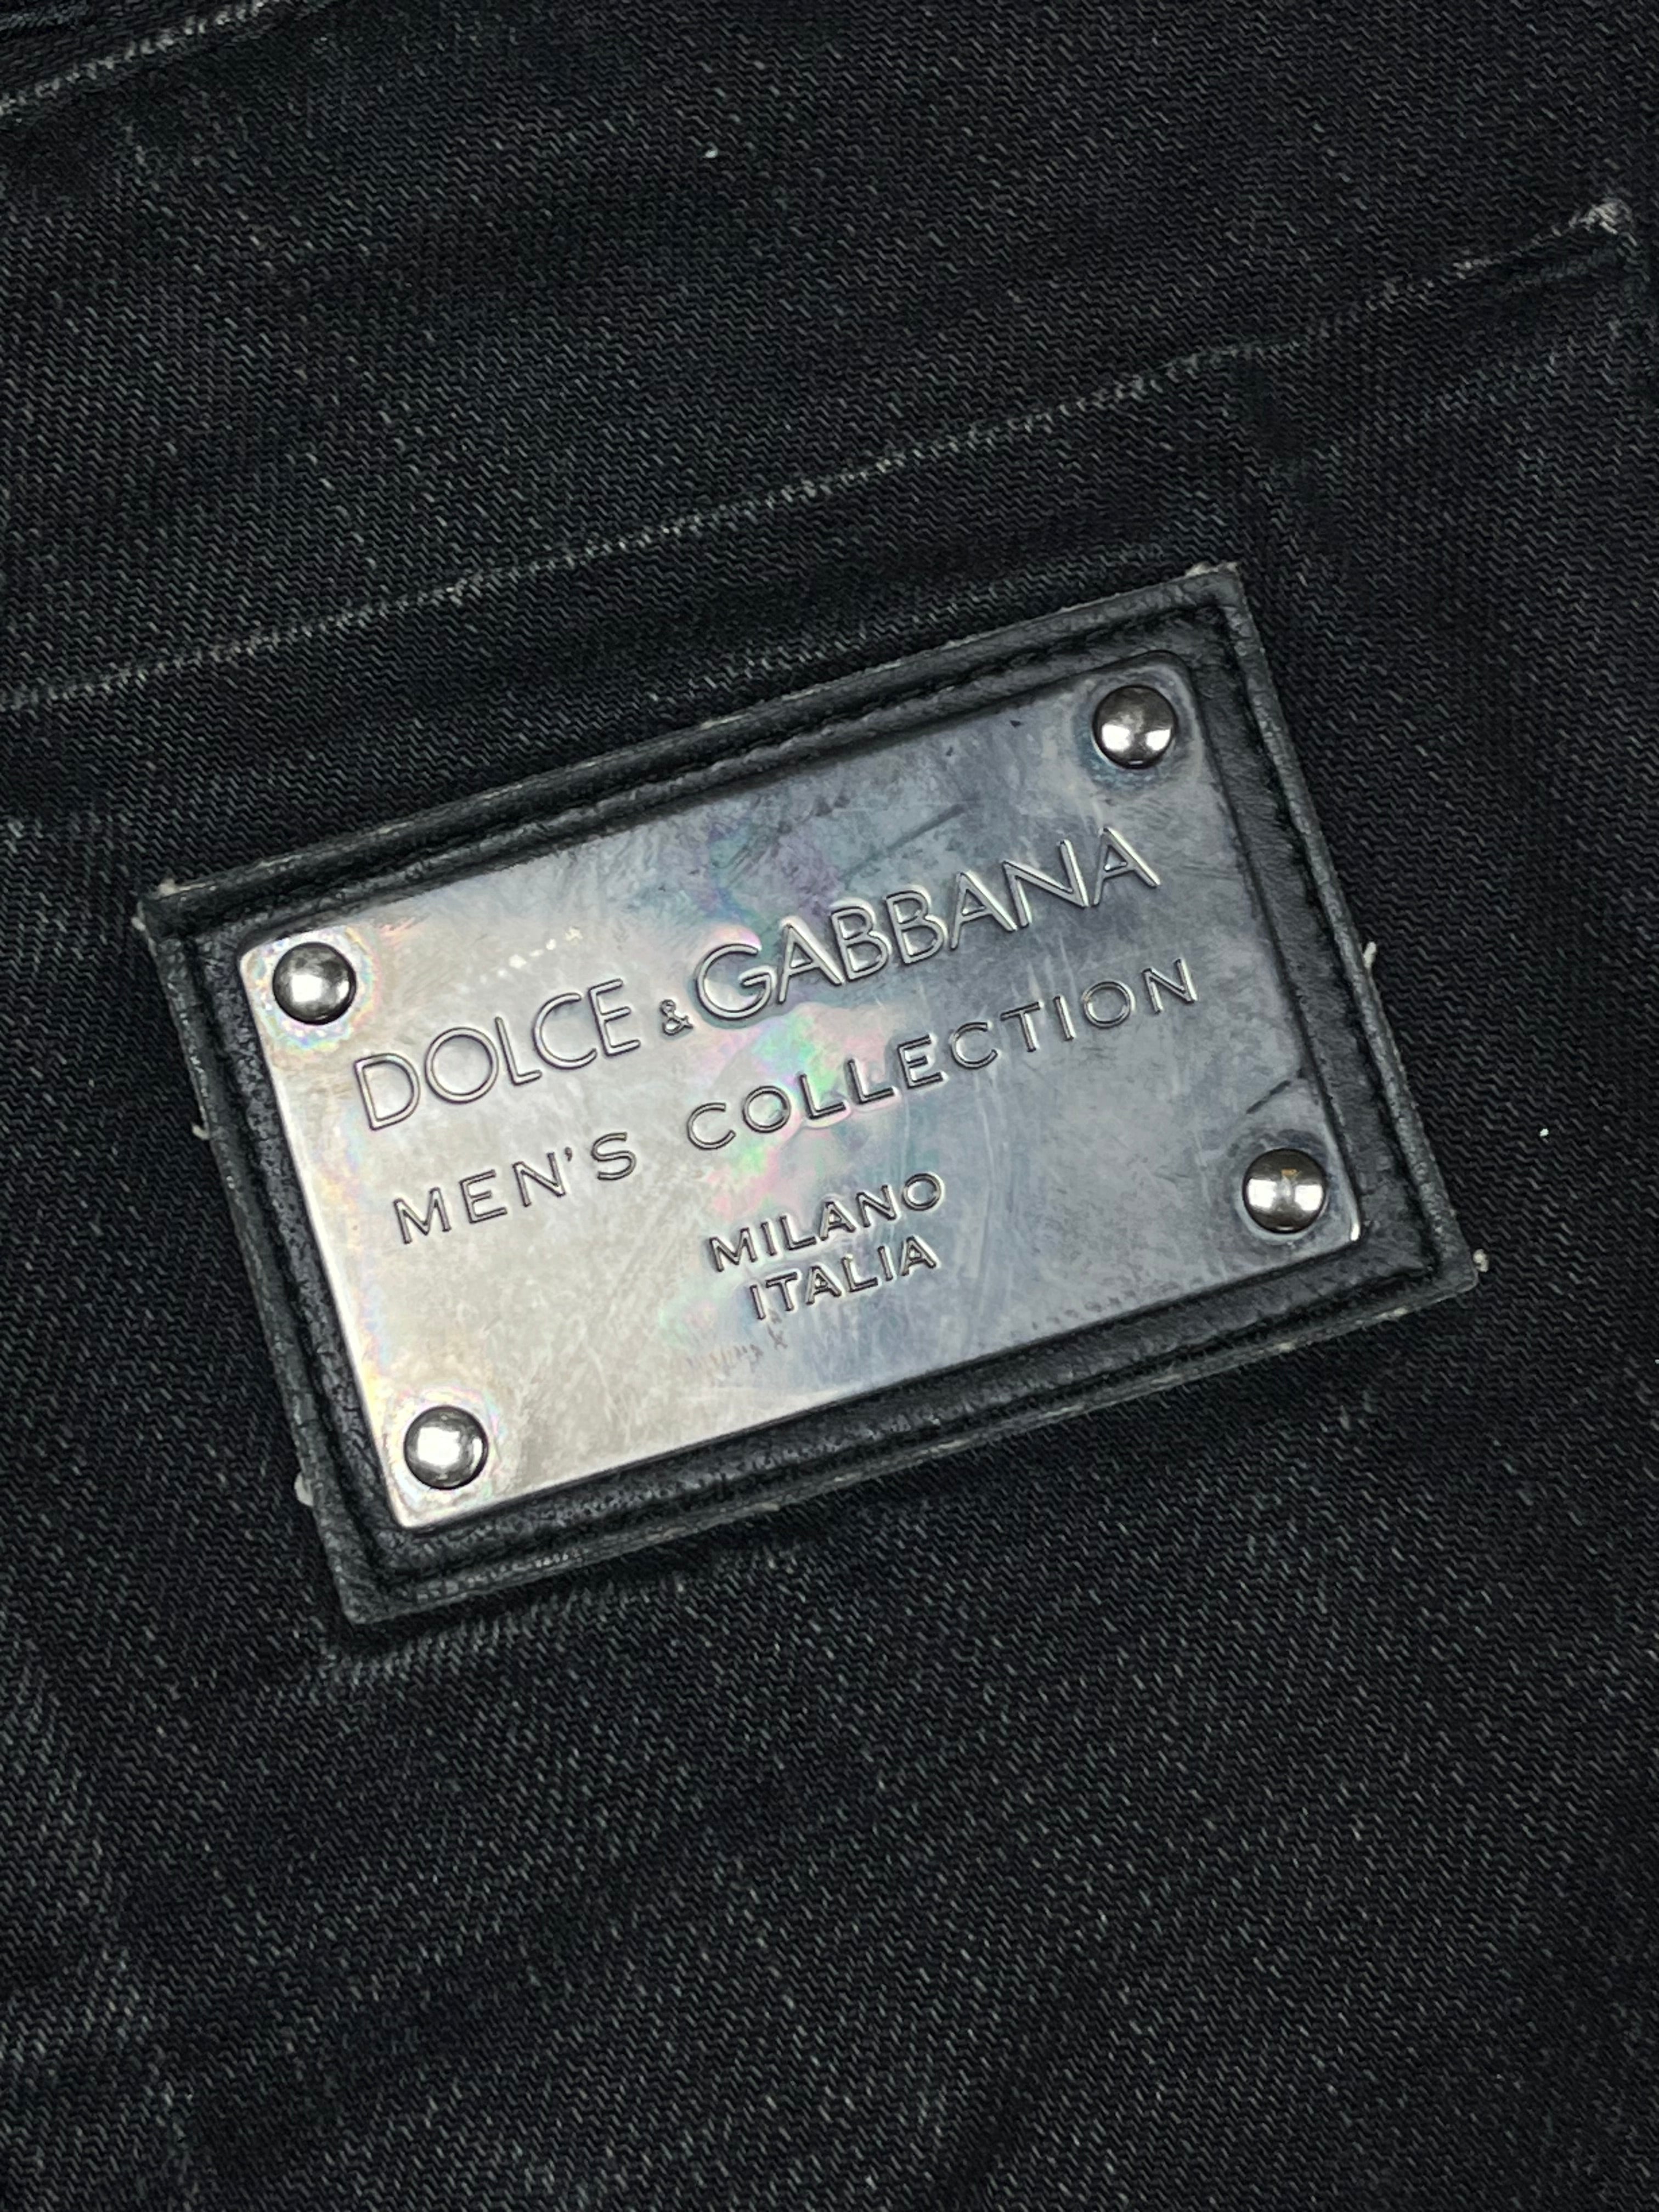 DOLCE & GABBANA
MEN'S COLLECTION
MILANO
ITALIA